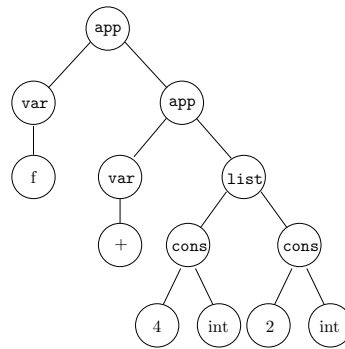 app
var app
f var list
+ cons cons
4 int 2 int